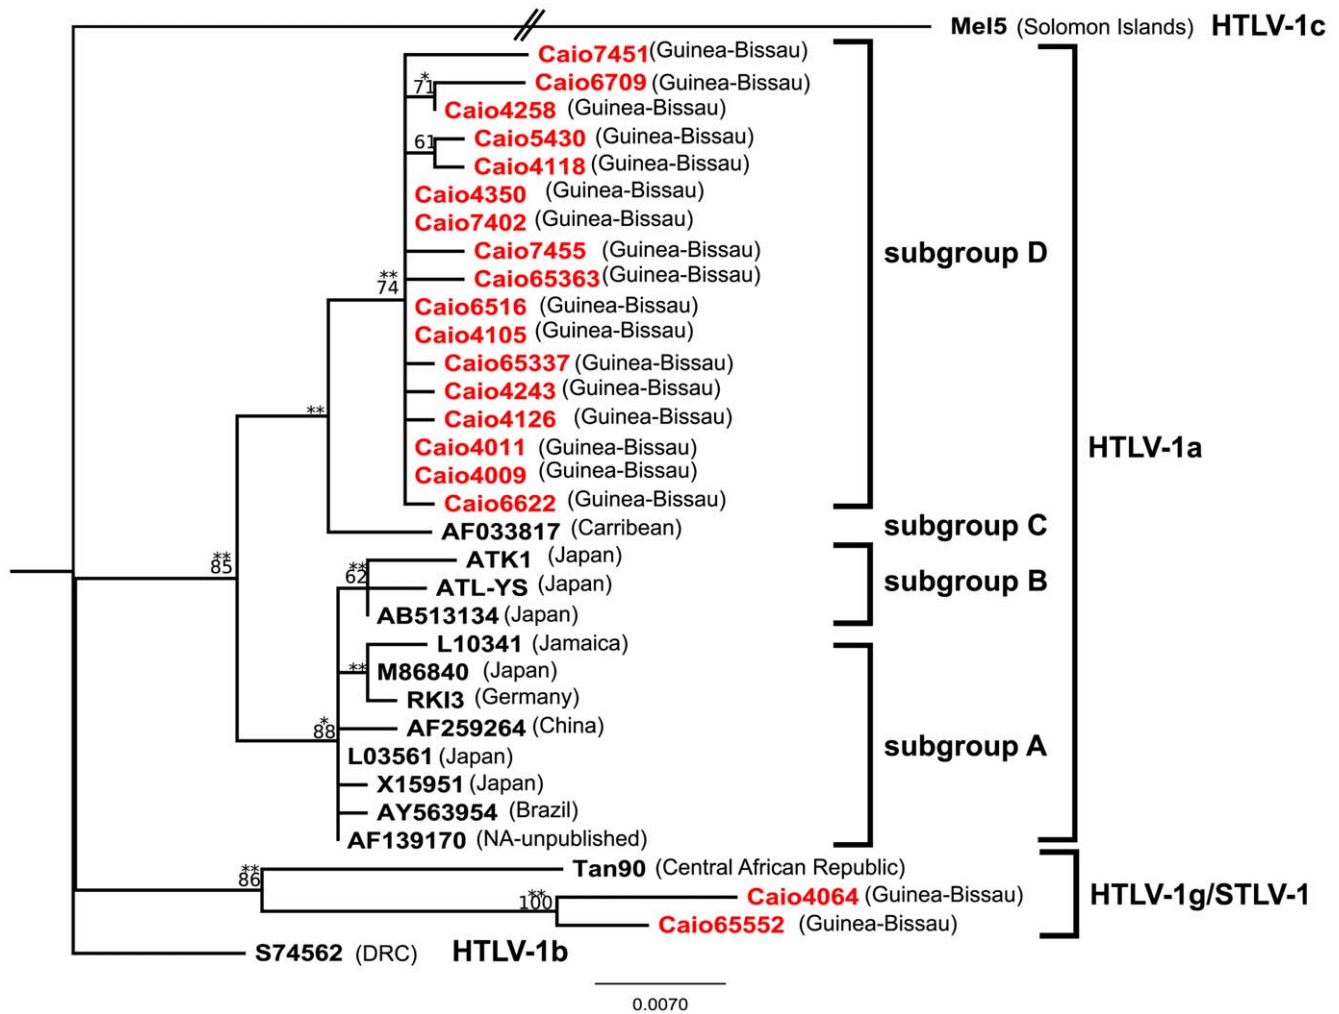 Mel5 (Solomon Islands) HTLV-1c
Caio7451 (Guinea-Bissau)
*
71
Caio6709 (Guinea-Bissau)
Caio4258 (Guinea-Bissau)
61
Caio5430 (Guinea-Bissau)
Caio4118 (Guinea-Bissau)
Caio4350 (Guinea-Bissau)
Caio7402 (Guinea-Bissau)
Caio7455 (Guinea-Bissau)
subgroup D
**
74
Caio65363 (Guinea-Bissau)
Caio6516 (Guinea-Bissau)
Caio4105 (Guinea-Bissau)
Caio65337 (Guinea-Bissau)
Caio4243 (Guinea-Bissau)
**
Caio4126 (Guinea-Bissau)
Caio4011 (Guinea-Bissau)
HTLV-1a
Caio4009 (Guinea-Bissau)
Caio6622 (Guinea-Bissau)
AF033817 (Carribean)
subgroup C
**
85
ATK1 (Japan)
**
62
ATL-YS (Japan)
subgroup B
AB513134 (Japan)
L10341 (Jamaica)
**
M86840 (Japan)
RKI3 (Germany)
*
88
AF259264 (China)
subgroup A
L03561 (Japan)
X15951 (Japan)
AY563954 (Brazil)
AF139170 (NA-unpublished)
**
86
Tan90 (Central African Republic)
**
100
Caio4064 (Guinea-Bissau)
HTLV-1g/STLV-1
Caio65552 (Guinea-Bissau)
S74562 (DRC) HTLV-1b
0.0070